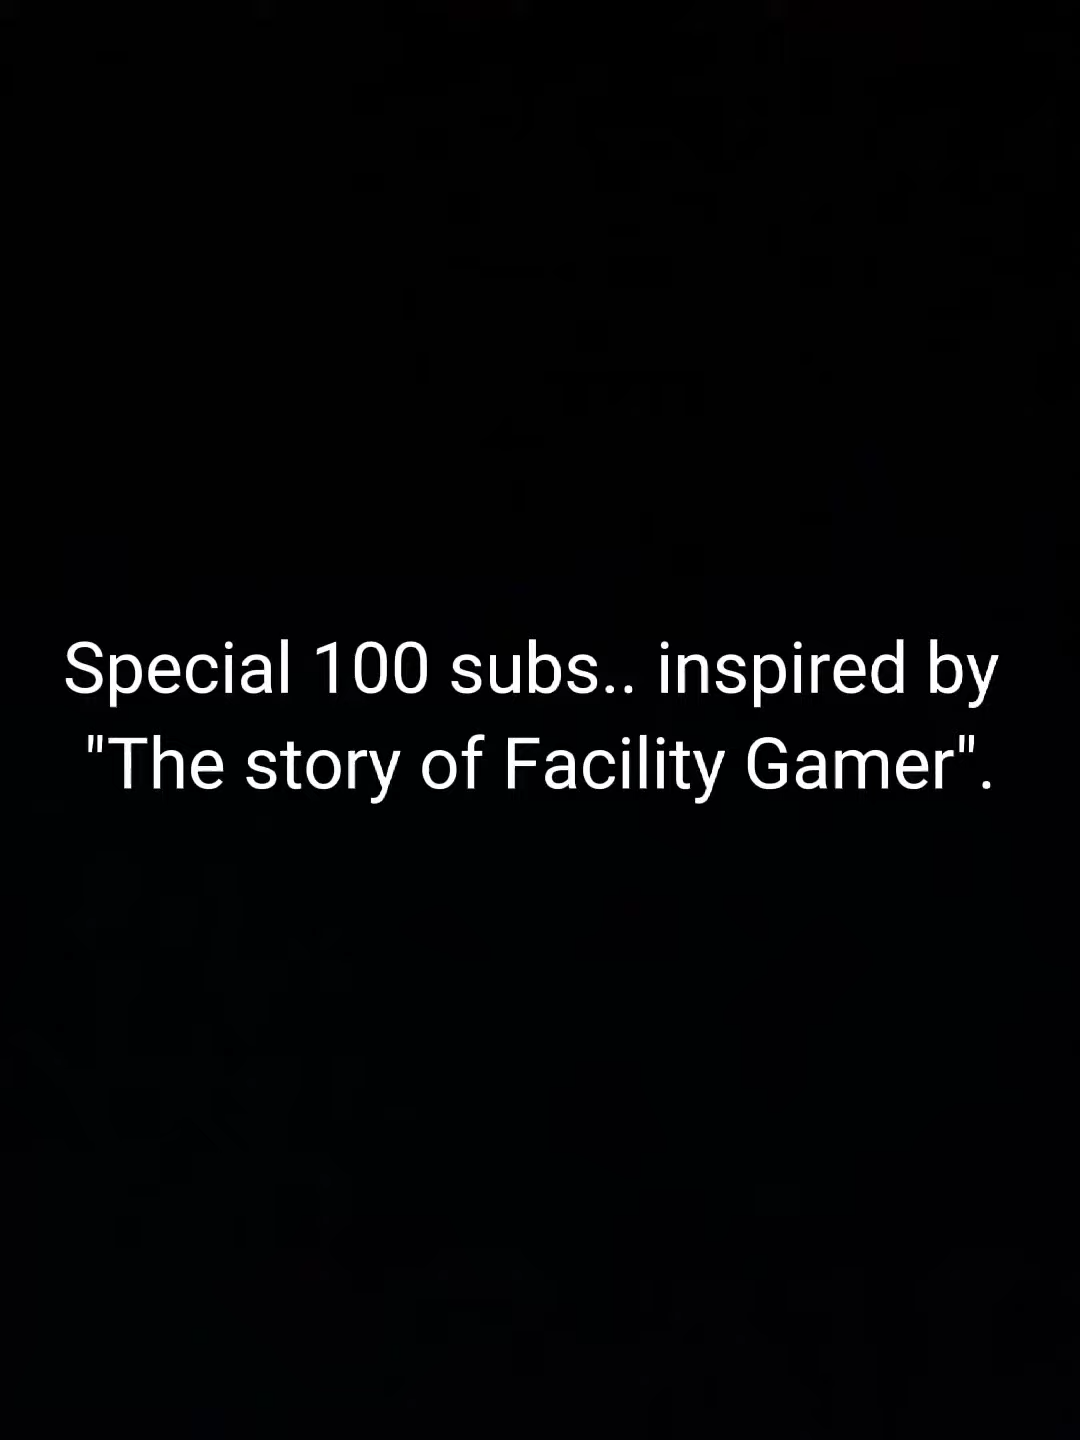 Special 100 subs.. inspired by
"The story of Facility Gamer".